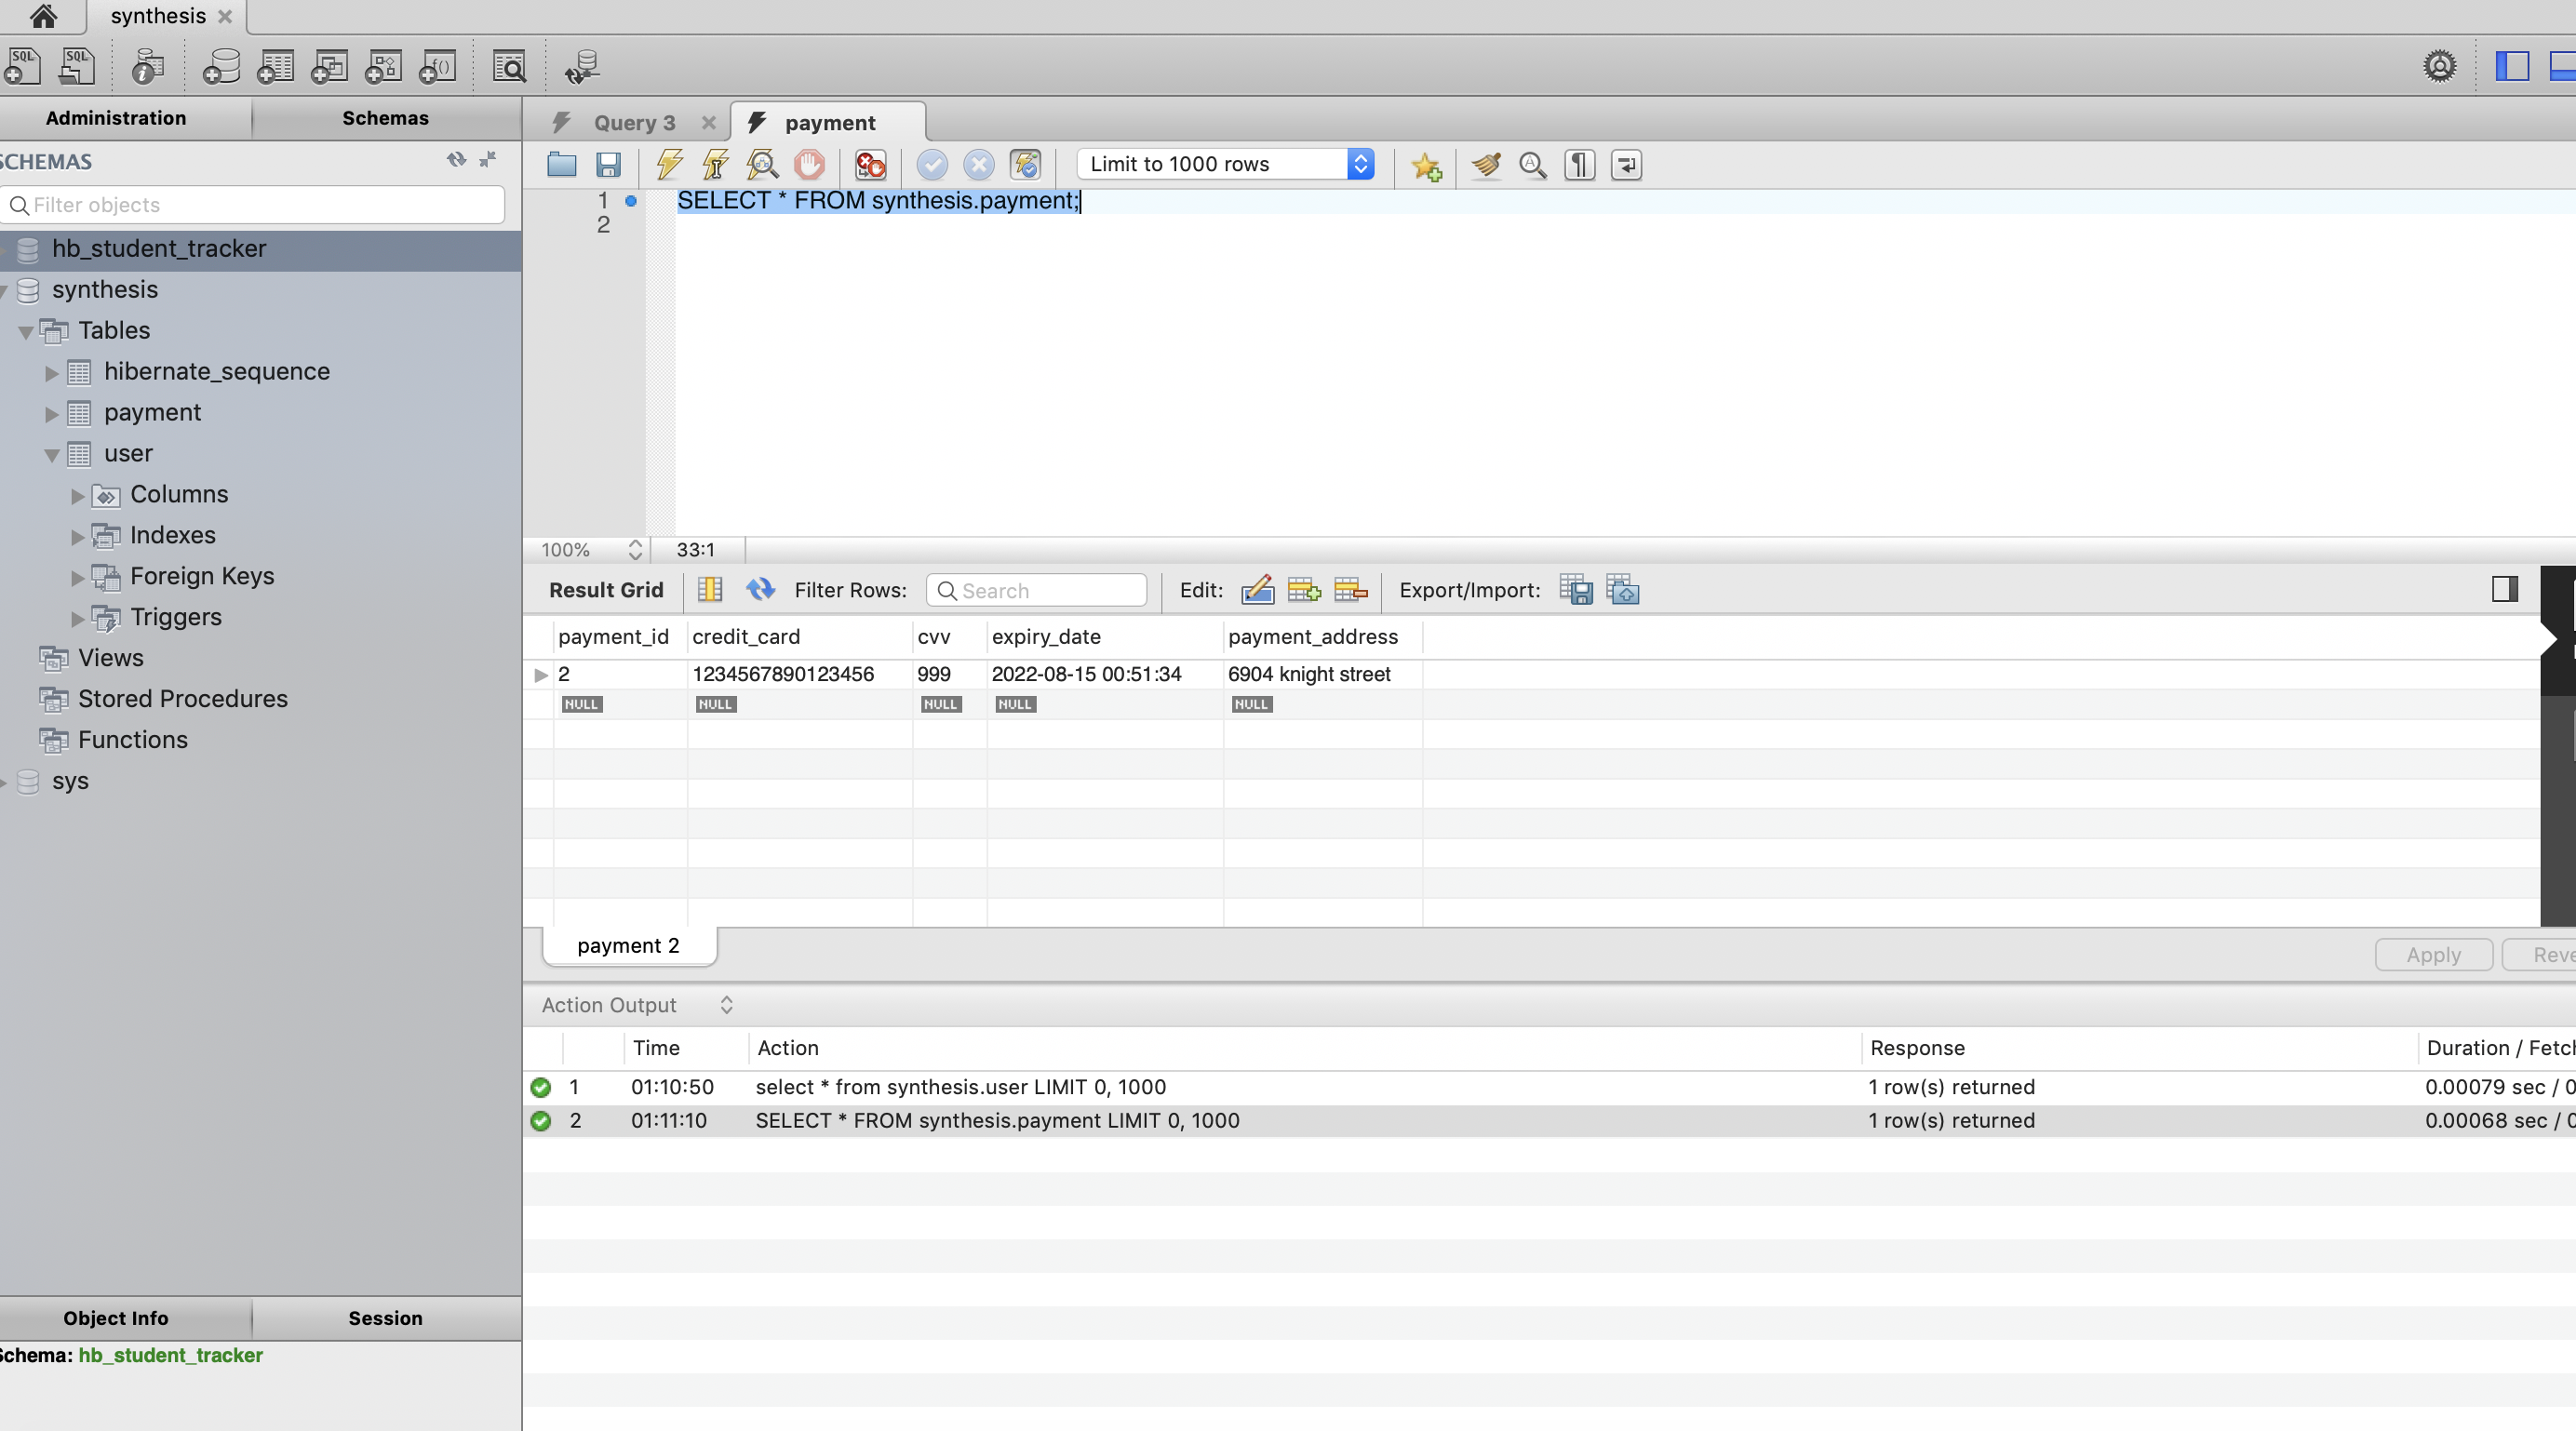 synthesis
SQL
SQL
Administration
Schemas
SCHEMAS
Filter objects
hb_student_tracker
synthesis
Tables
hibernate_sequence
payment
user
Columns
Indexes
Foreign Keys
Triggers
Views
Stored Procedures
Functions
sys
Object Info
Session
Schema: hb_student_tracker
Query 3
payment
Limit to 1000 rows
1 SELECT * FROM synthesis.payment;
2
100% 33:1
Result Grid Filter Rows: Search Edit: Export/Import:
payment_id credit_card cvv expiry_date payment_address
2 1234567890123456 999 2022-08-15 00:51:34 6904 knight street
NULL NULL NULL NULL NULL
payment 2
Apply Reve
Action Output
Time Action Response Duration / Fetch
1 01:10:50 select * from synthesis.user LIMIT 0, 1000 1 row(s) returned 0.00079 sec / 0
2 01:11:10 SELECT * FROM synthesis.payment LIMIT 0, 1000 1 row(s) returned 0.00068 sec / 0